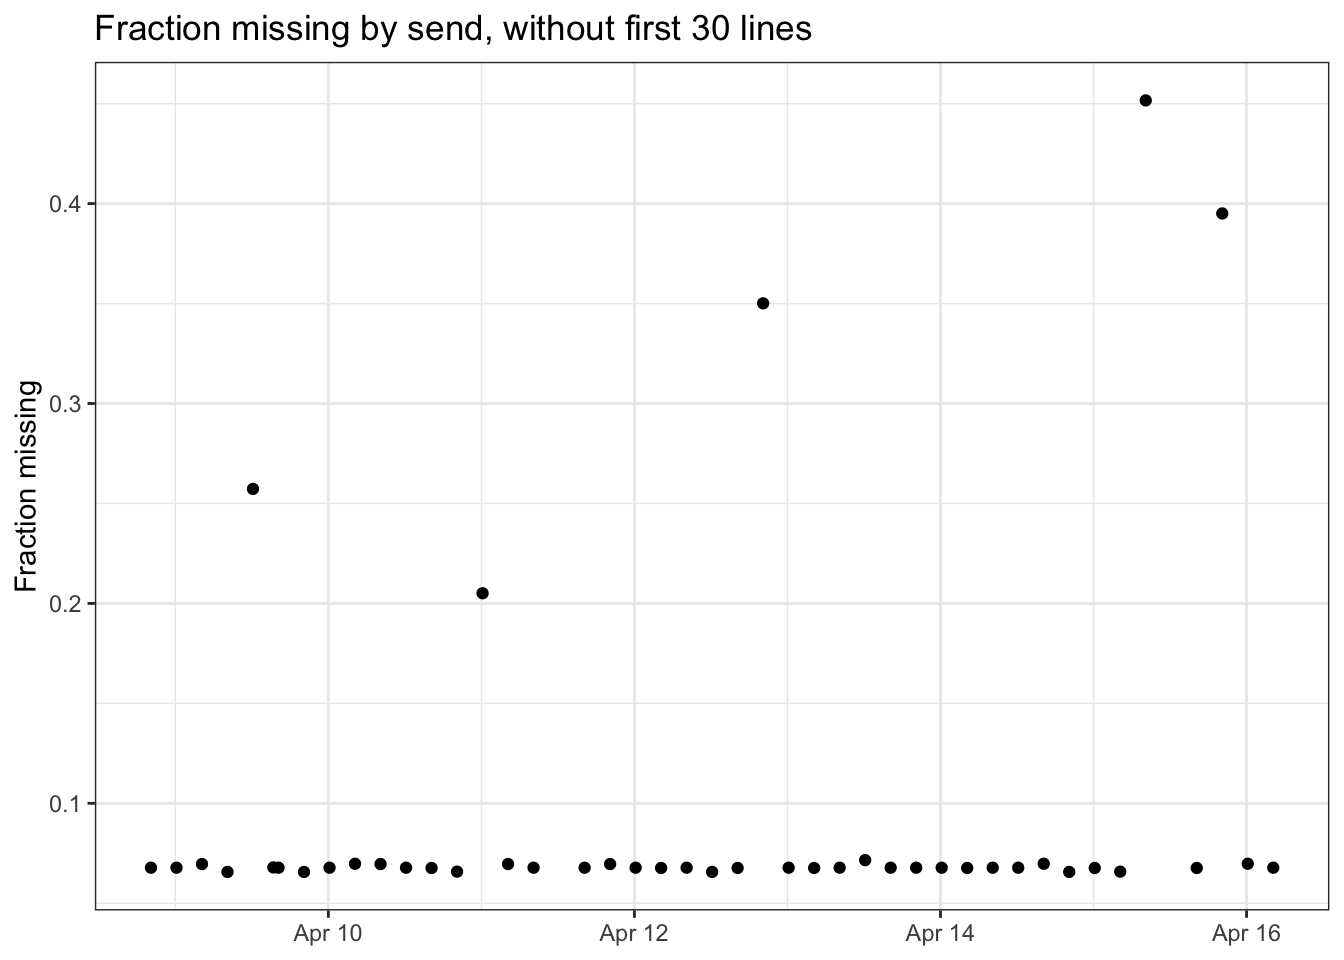 Fraction missing by send, without first 30 lines
Fraction missing
0.4
0.3
0.2
0.1
Apr 10
Apr 12
Apr 14
Apr 16